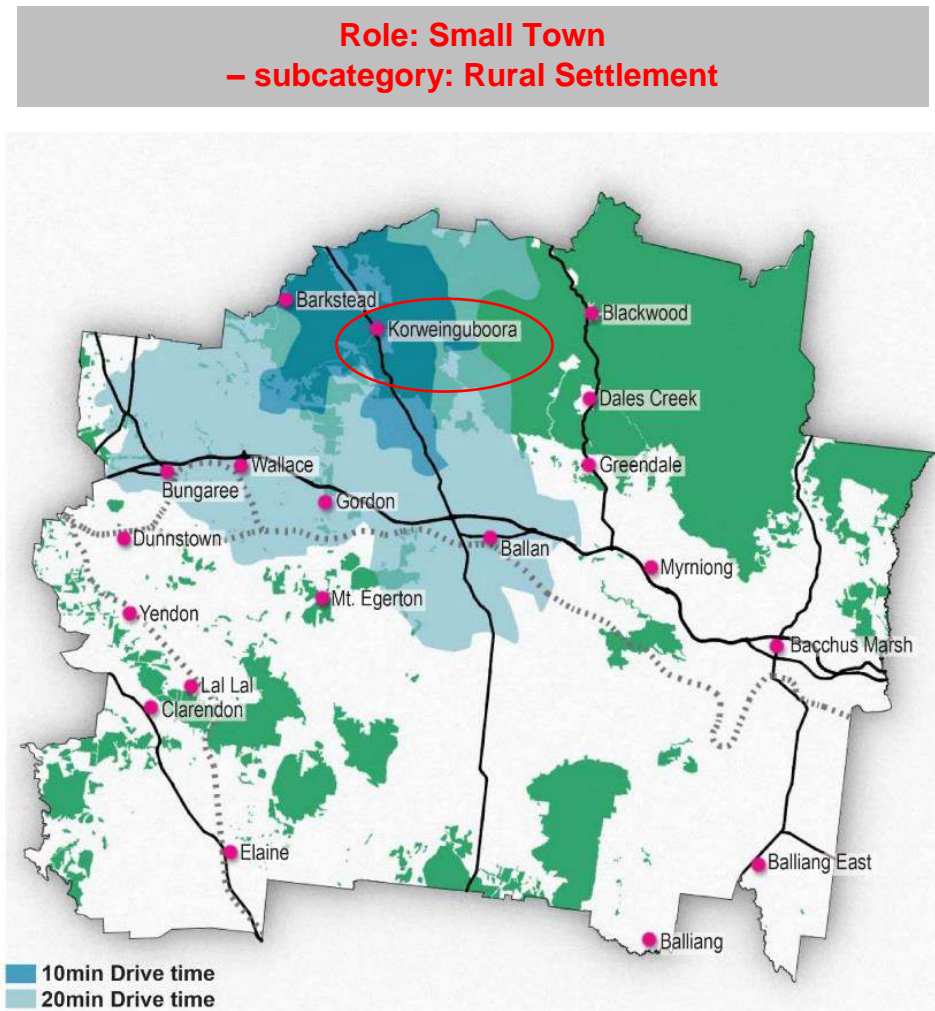 Role: Small Town
– subcategory: Rural Settlement
Barkstead
Korweinguboora
Blackwood
Dales Creek
Greendale
Wallace
Bungaree
Gordon
Dunnstown
Ballan
Myrniong
Mt. Egerton
Yendon
Bacchus Marsh
Lal Lal
Clarendon
Elaine
Balliang East
Balliang
10min Drive time
20min Drive time